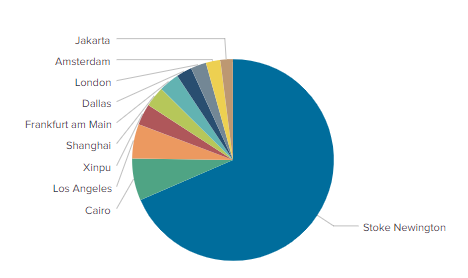 Jakarta
Amsterdam
London
Dallas
Frankfurt am Main
Shanghai
Xinpu
Los Angeles
Cairo
Stoke Newington